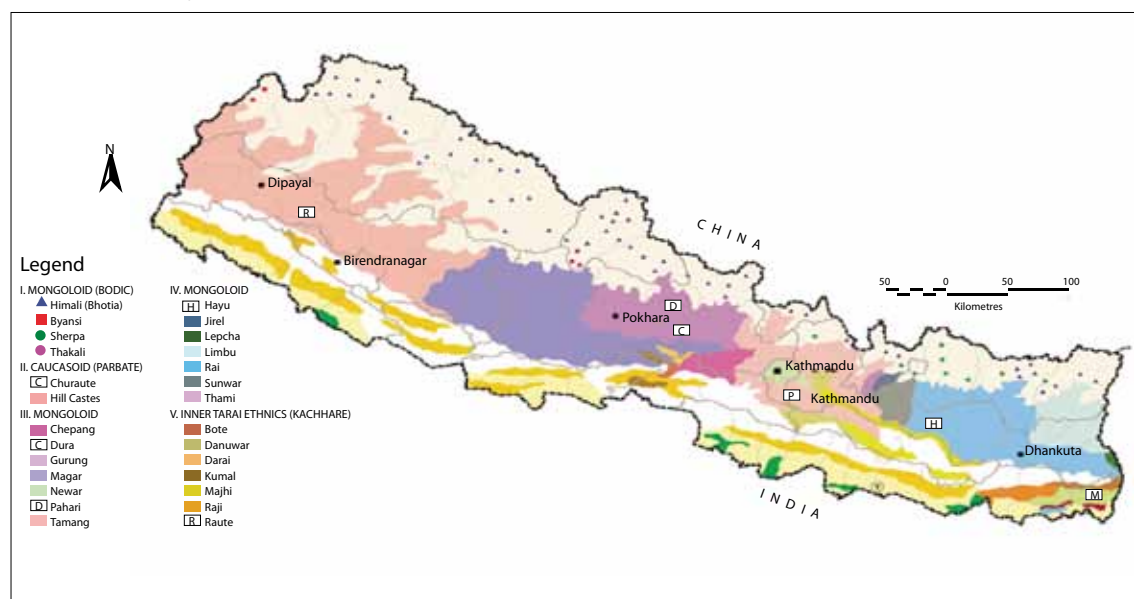 N
Dipayal
R
Birendranagar
CHINA
Legend
I. MONGOLOID (BODIC)
Himali (Bhotia)
Byansi
Sherpa
Thakali
II. CAUCASOID (PARBATE)
C Churaute
Hill Castes
III. MONGOLOID
Chepang
C Dura
Gurung
Magar
Newar
D Pahari
Tamang
IV. MONGOLOID
H Hayu
Jirel
Lepcha
Limbu
Rai
Sunwar
Thami
V. INNER TARAI ETHNICS (KACHHARE)
Bote
Danuwar
Darai
Kumal
Majhi
Raji
R Raute
50 0 50 100
Kilometres
D
Pokhara
C
Kathmandu
Kathmandu
P
H
Dhankuta
M
INDIA